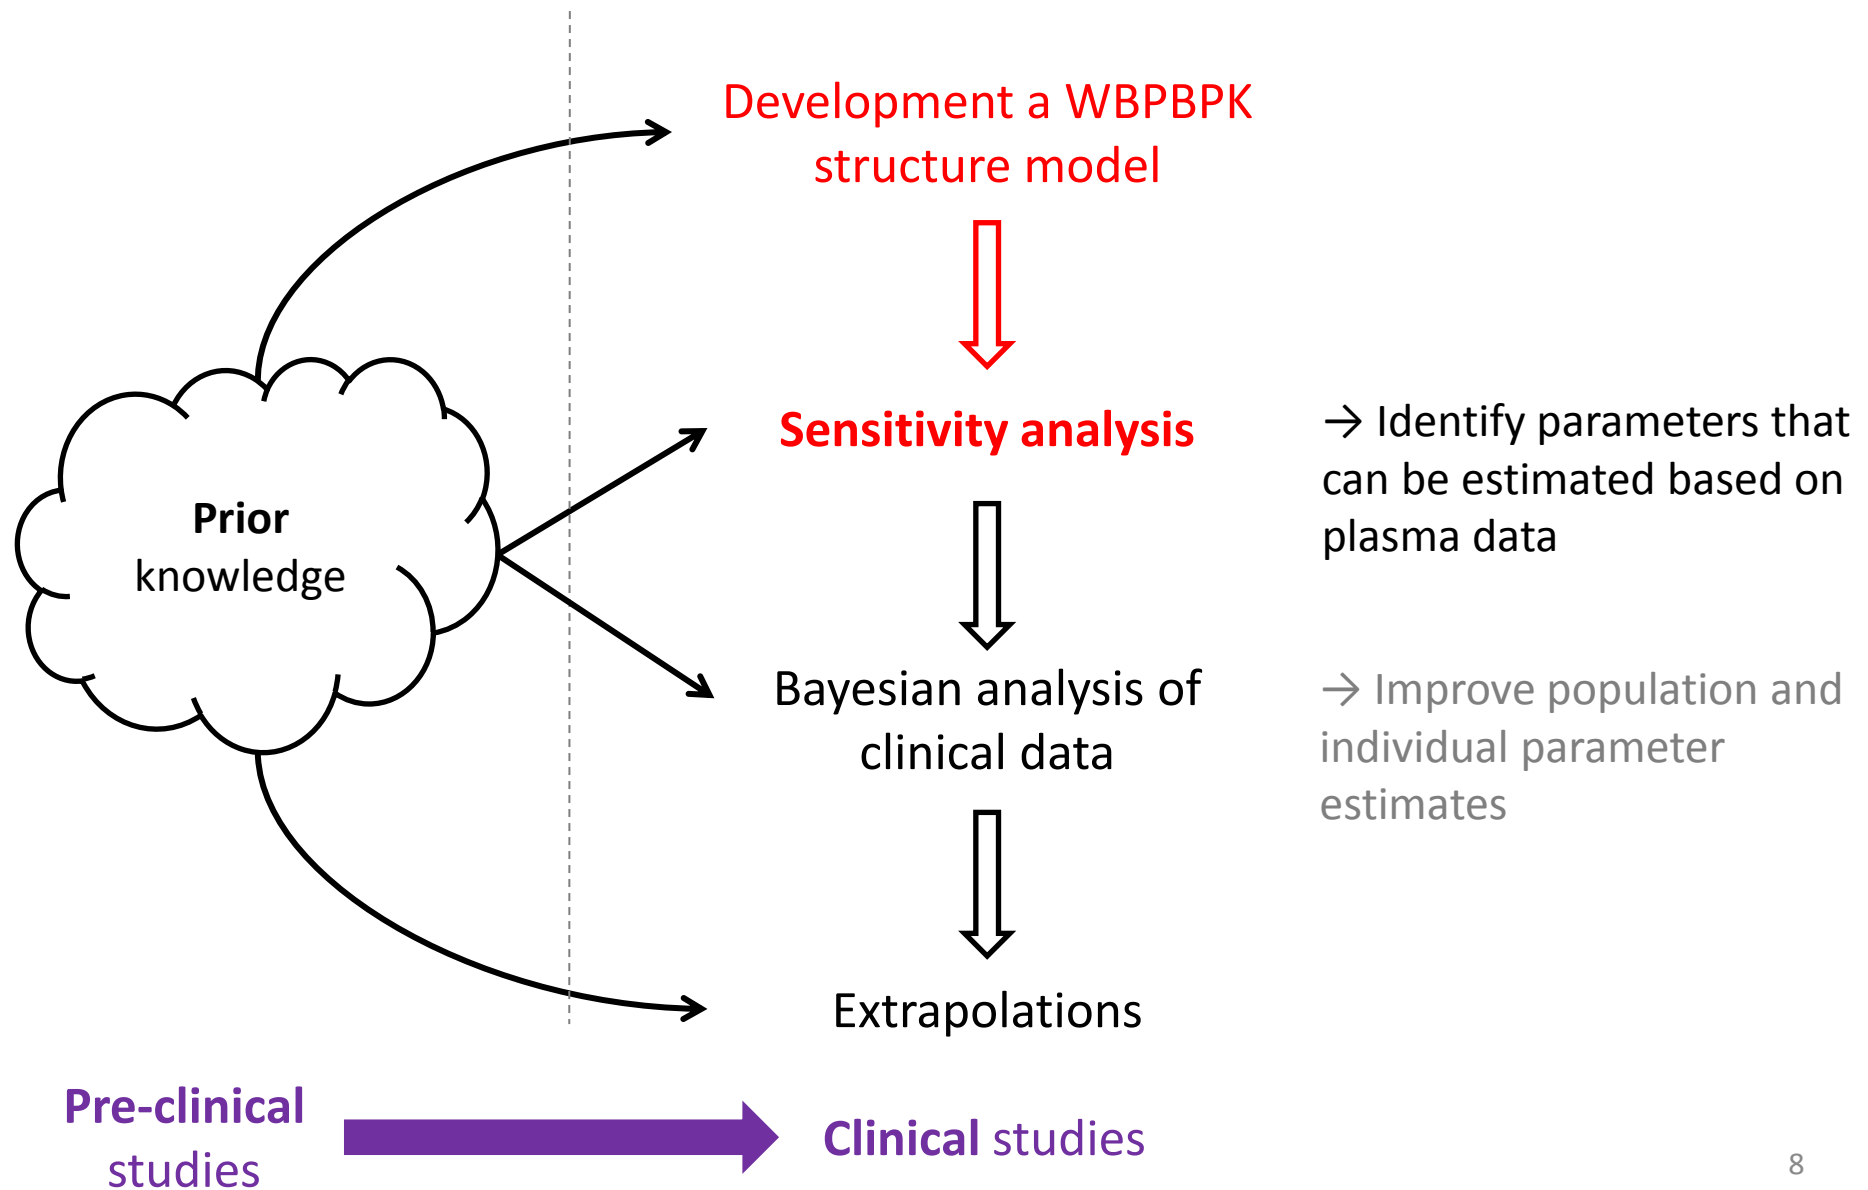 Development a WBPBPK
structure model
Sensitivity analysis
→ Identify parameters that
can be estimated based on
plasma data
Prior
knowledge
Bayesian analysis of
clinical data
→ Improve population and
individual parameter
estimates
Extrapolations
Pre-clinical
studies
Clinical studies
8